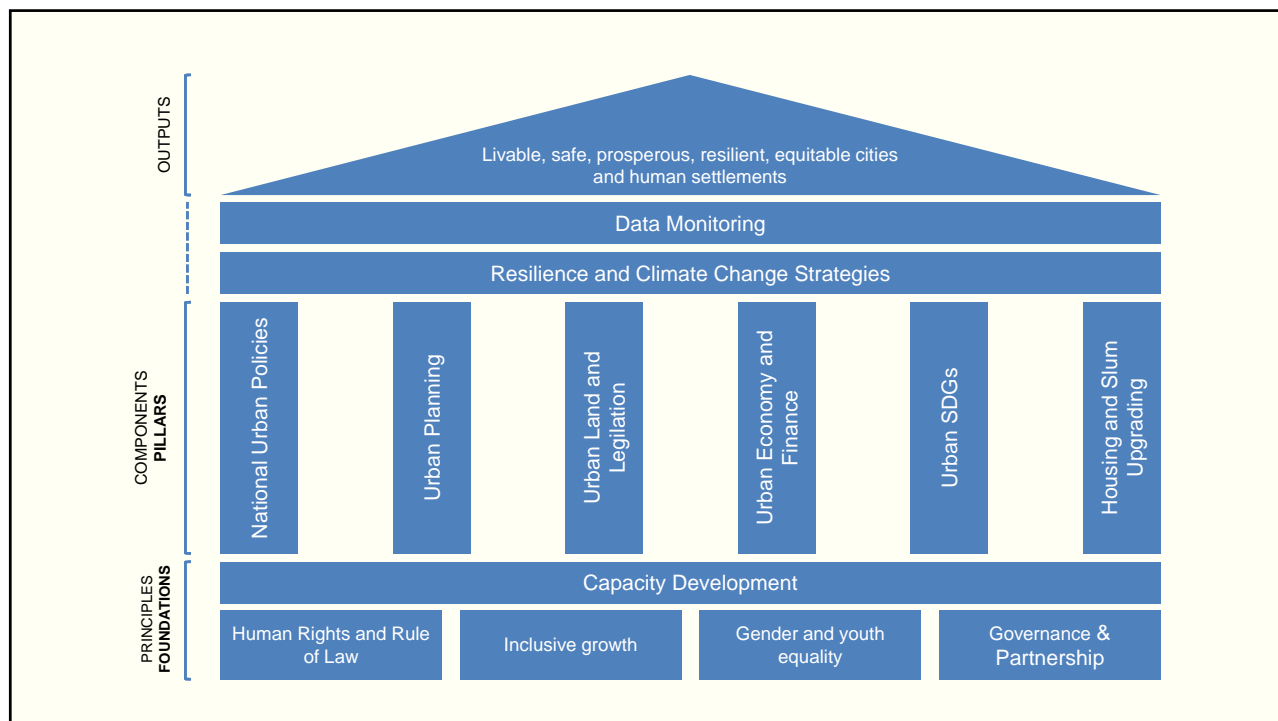 OUTPUTS
Livable, safe, prosperous, resilient, equitable cities
and human settlements
Data Monitoring
Resilience and Climate Change Strategies
COMPONENTS
PILLARS
National Urban Policies
Urban Planning
Urban Land and
Legilation
Urban Economy and
Finance
Urban SDGs
Housing and Slum
Upgrading
PRINCIPLES
FOUNDATIONS
Capacity Development
Human Rights and Rule
of Law
Inclusive growth
Gender and youth
equality
Governance &
Partnership